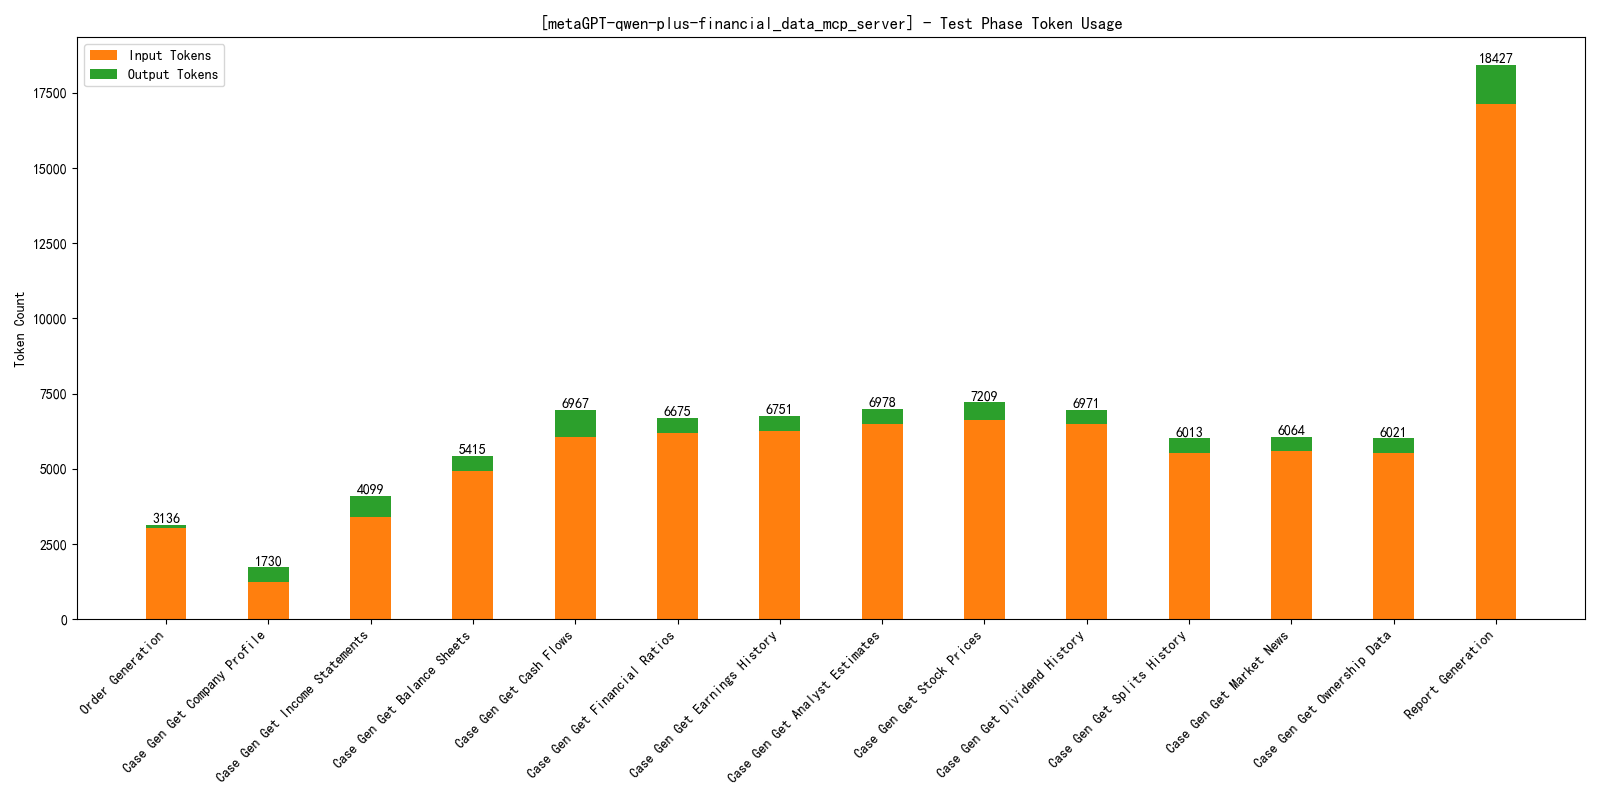 [metaGPT-qwen-plus-financial_data_mcp_server] - Test Phase Token Usage
Input Tokens
Output Tokens
Token Count
17500
15000
12500
10000
7500
5000
2500
0
3136
1730
4099
5415
6967
6675
6751
6978
7209
6971
6013
6064
6021
18427
Order Generation
Case Gen Get Company Profile
Case Gen Get Income Statements
Case Gen Get Balance Sheets
Case Gen Get Cash Flows
Case Gen Get Financial Ratios
Case Gen Get Earnings History
Case Gen Get Analyst Estimates
Case Gen Get Stock Prices
Case Gen Get Dividend History
Case Gen Get Splits History
Case Gen Get Market News
Case Gen Get Ownership Data
Report Generation